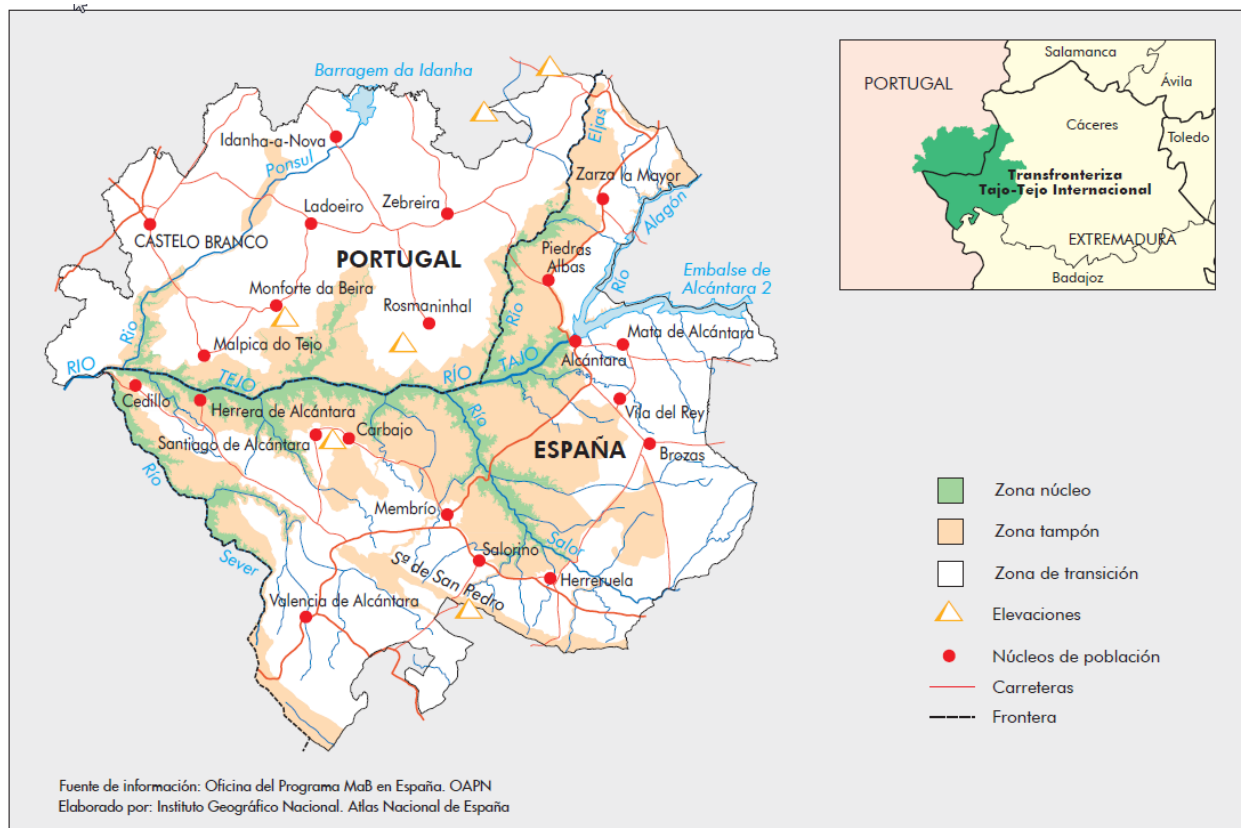 Barragem da Idanha
Idanha-a-Nova
Ponsul
Eljas
Zarza la Mayor
Ladoeiro
Zebreira
Alagón
CASTELO BRANCO
PORTUGAL
Piedras
Albas
Río
Embalse de
Alcántara 2
Monforte da Beira
Rosmaninhal
Rio
Río
Mata de Alcántara
Malpica do Tejo
Alcántara
RIO
TEJO
RÍO
TAJO
Cedillo
Herrera de Alcántara
Río
Vila del Rey
Santiago de Alcántara
Carbajo
ESPAÑA
Brozas
Río
Membrío
Sever
Salorino
Salor
Sª de San Pedro
Herreruela
Valencia de Alcántara
Salamanca
PORTUGAL
Ávila
Cáceres
Toledo
Transfronteriza
Tajo-Tejo Internacional
EXTREMADURA
Badajoz
Zona núcleo
Zona tampón
Zona de transición
Elevaciones
Núcleos de población
Carreteras
Frontera
Fuente de información: Oficina del Programa MaB en España. OAPN
Elaborado por: Instituto Geográfico Nacional. Atlas Nacional de España